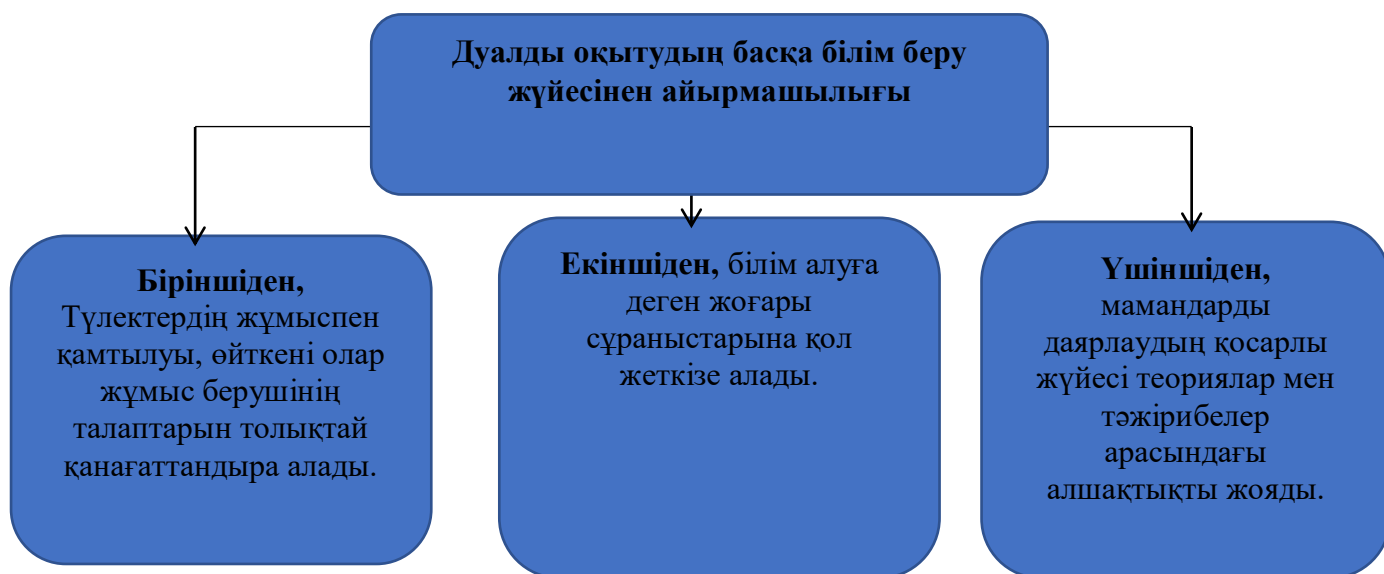 Дуалды оқытудың басқа білім беру
жүйесінен айырмашылығы
Біріншіден,
Түлектердің жұмыспен
қамтылуы, өйткені олар
жұмыс берушінің
талаптарын толықтай
қанағаттандыра алады.
Екіншіден, білім алуға
деген жоғары
сұраныстарына қол
жеткізе алады.
Үшіншіден,
мамандарды
даярлаудың қосарлы
жүйесі теориялар мен
тәжірибелер
арасындағы
алшақтықты жояды.